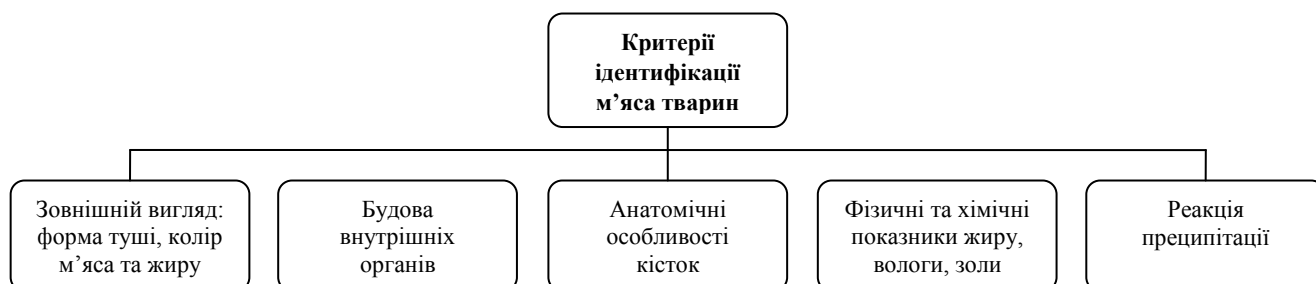 Критерії
ідентифікації
м’яса тварин
Зовнішній вигляд:
форма туші, колір
м’яса та жиру
Будова
внутрішніх
органів
Анатомічні
особливості
кісток
Фізичні та хімічні
показники жиру,
вологи, золи
Реакція
преципітації